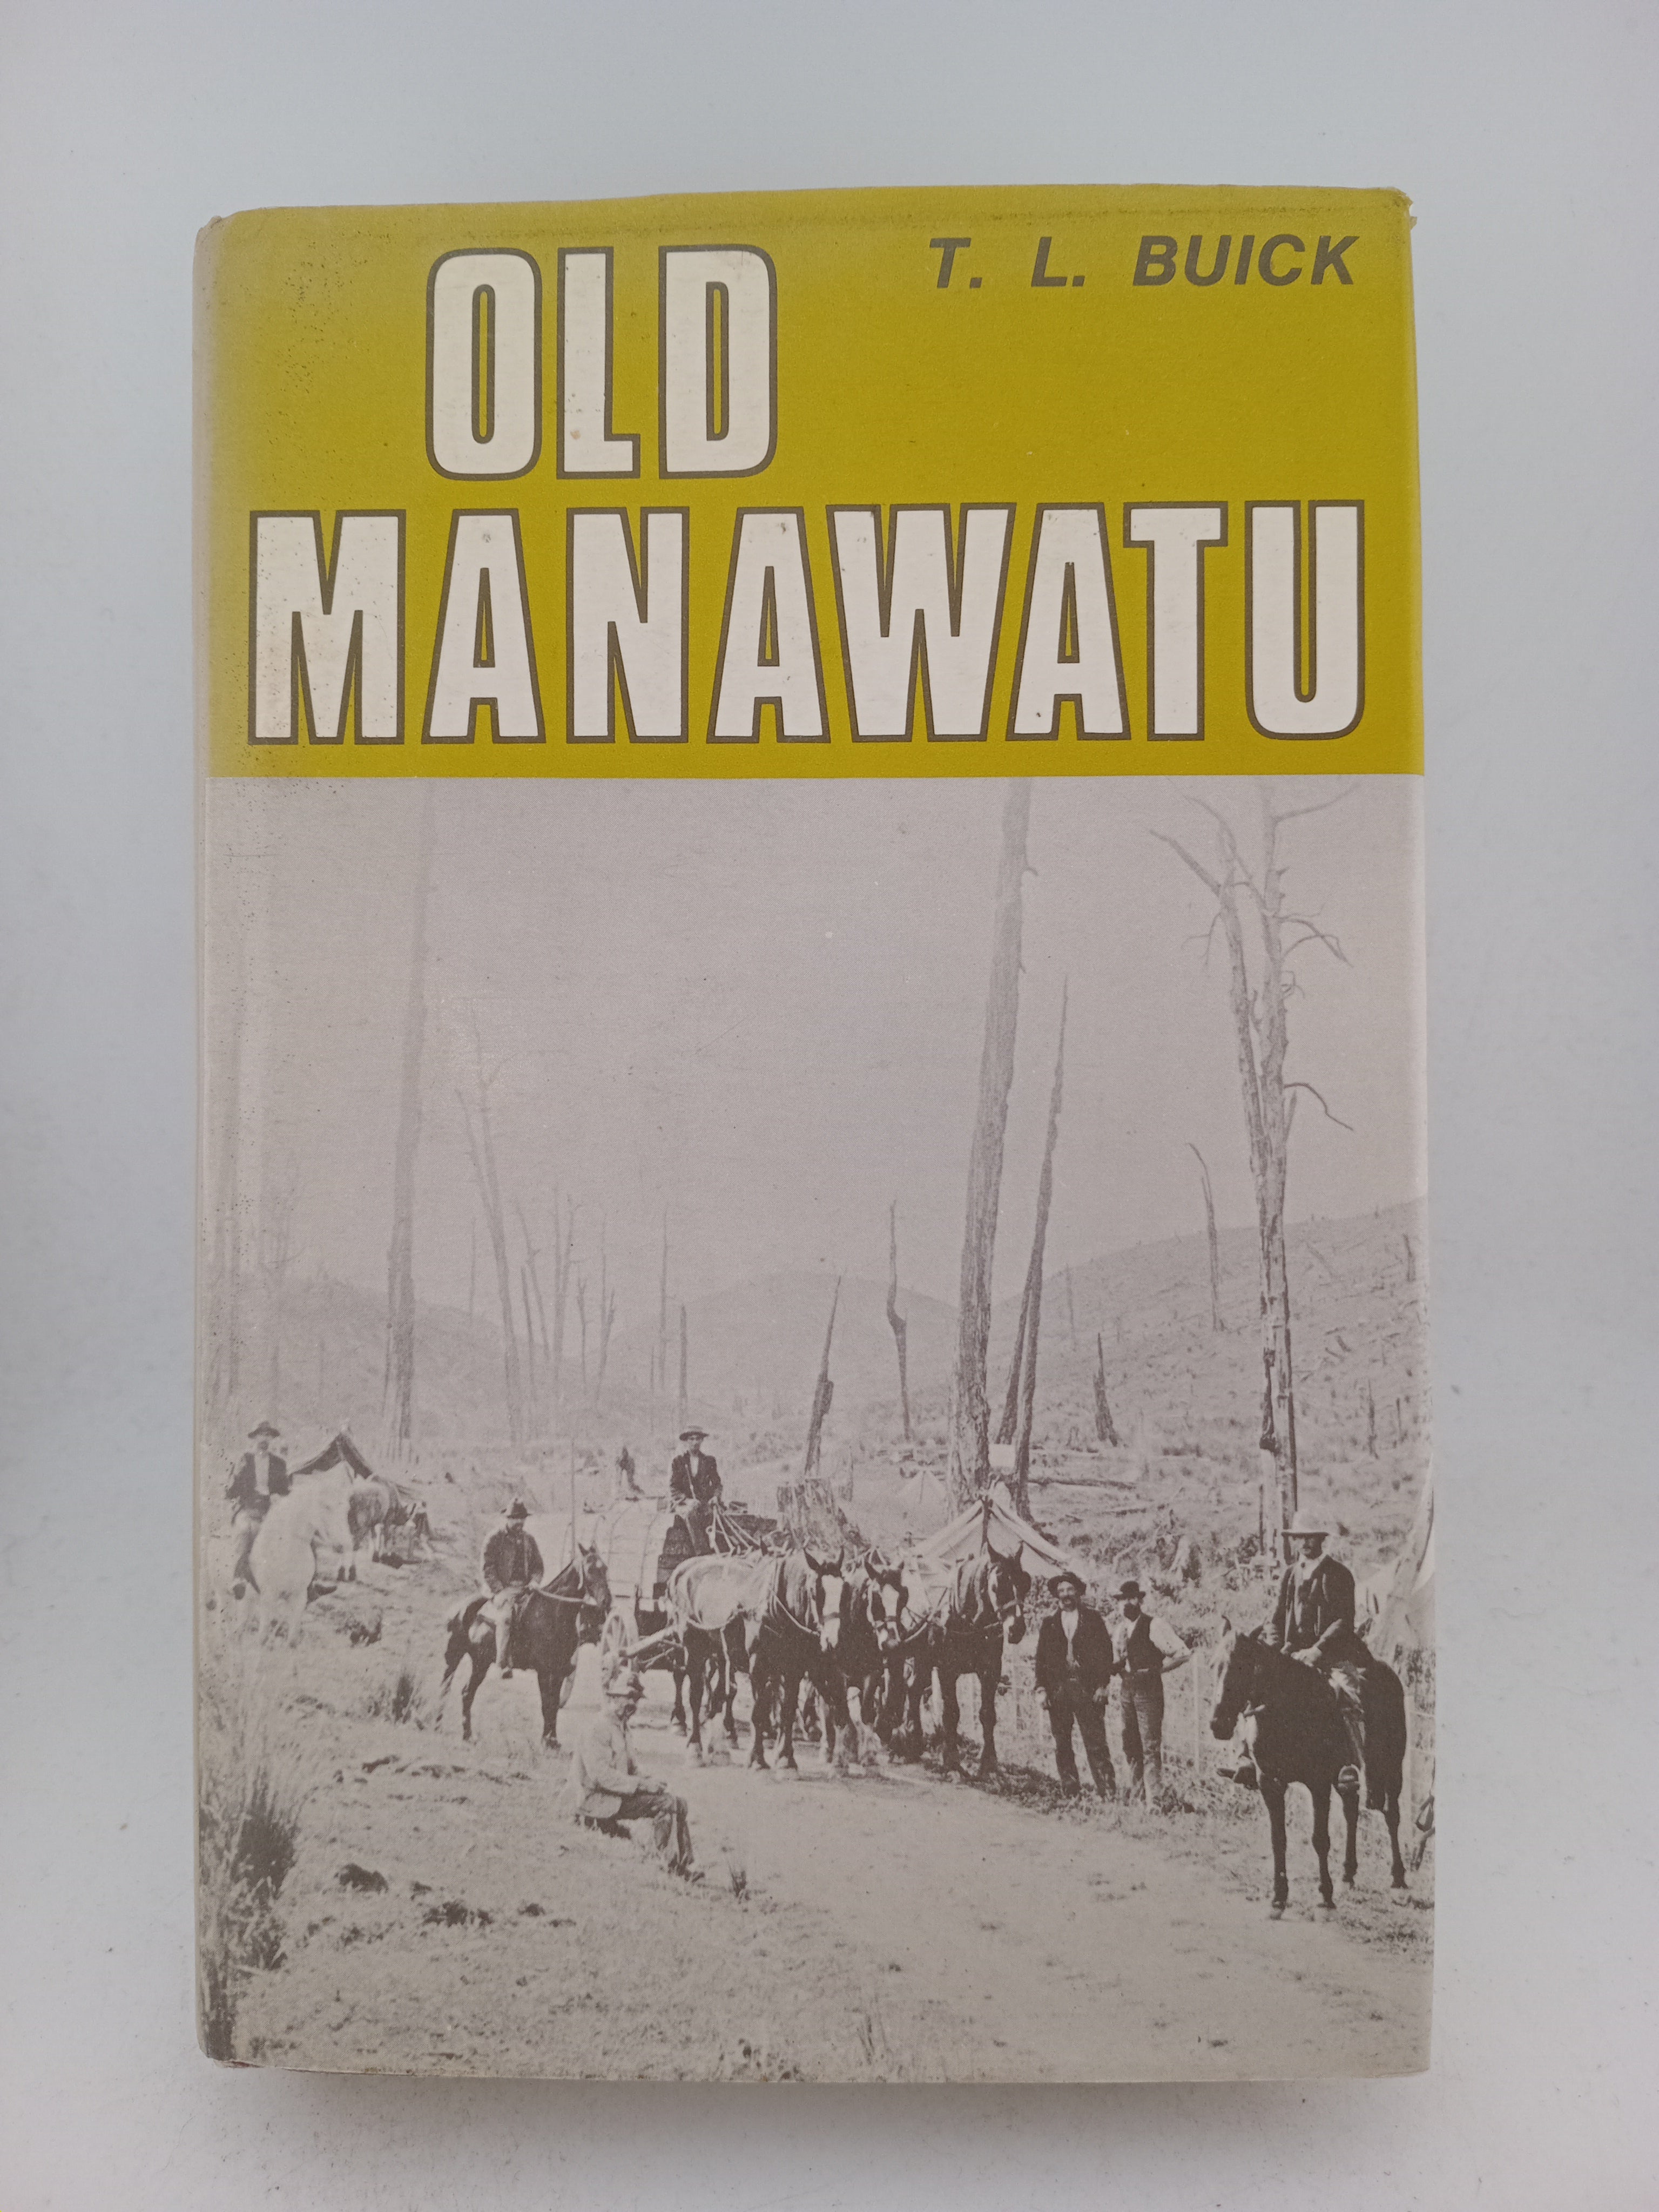 OLD
T. L. BUICK
MANAWATU